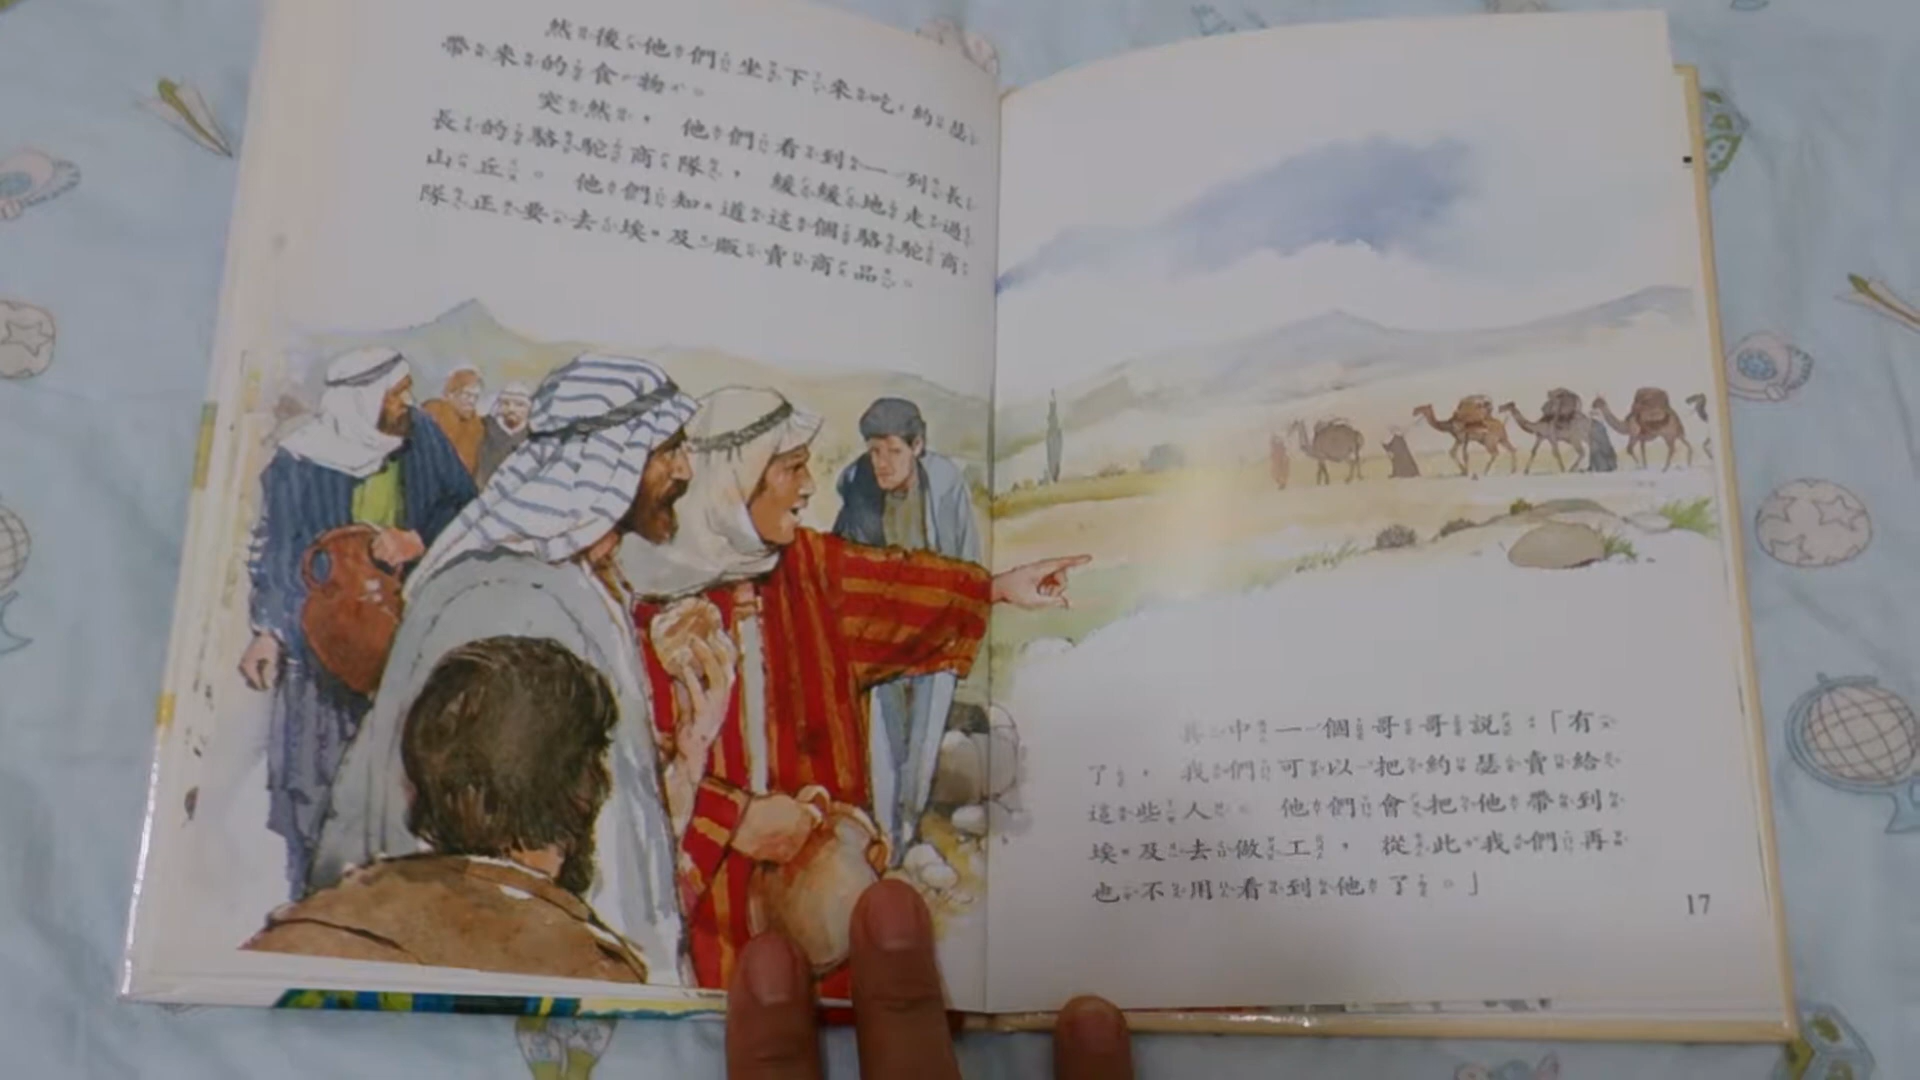 然後他們坐下來吃,約瑟
帶來的食物。
突然,他們看到一列長
長的駱駝商隊,緩緩地走過
山丘。他們知道這個駱駝商
隊正要去埃及販賣商品。
其中一個哥哥說:「有
了,我們可以把約瑟賣給
這些人。他們會把他帶到
埃及去做工,從此我們再
也不用看到他了。」
17